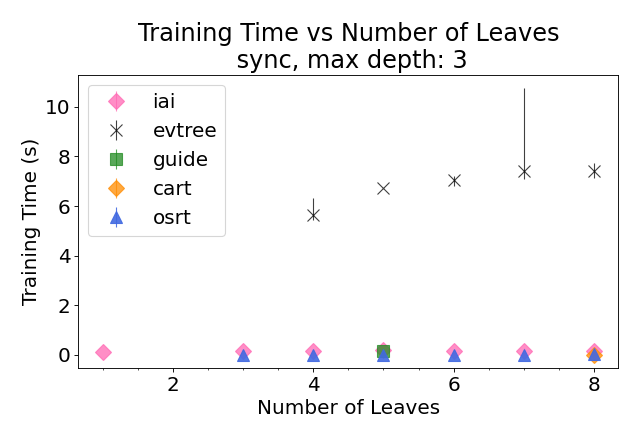 Training Time vs Number of Leaves
sync, max depth: 3
Training Time (s)
10
8
6
4
2
0
iai
evtree
guide
cart
osrt
2
4
6
8
Number of Leaves